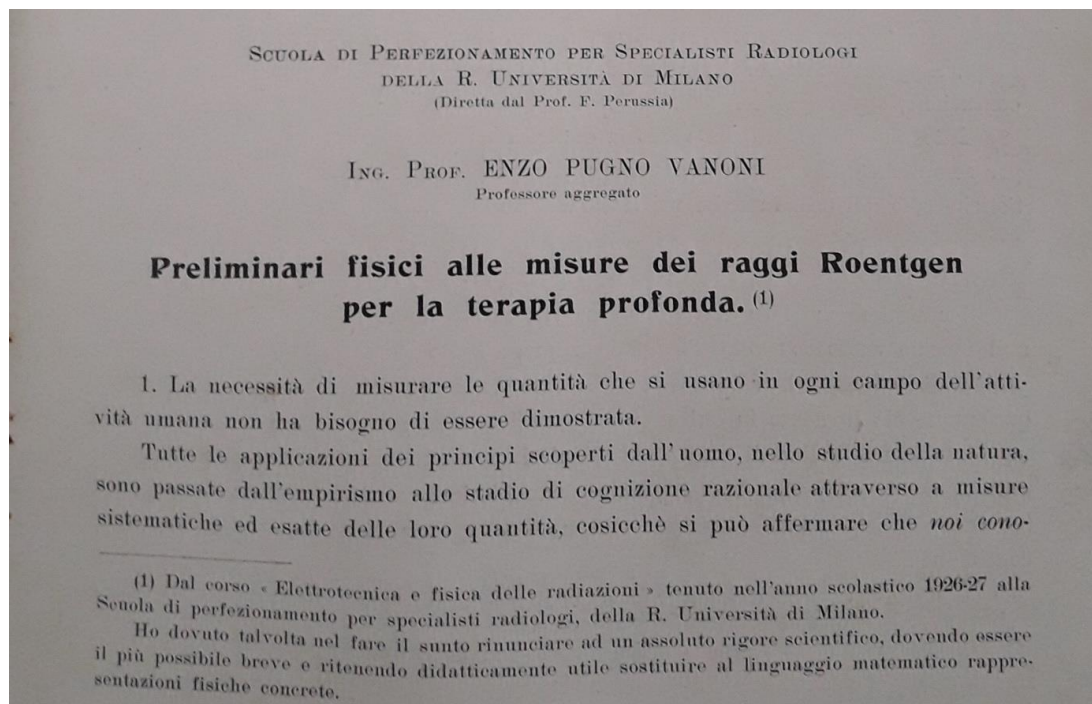 SCUOLA DI PERFEZIONAMENTO PER SPECIALISTI RADIOLOGI
DELLA R. UNIVERSITÀ DI MILANO
(Diretta dal Prof. F. Perussia)
ING. PROF. ENZO PUGNO VANONI
Professore aggregato
Preliminari fisici alle misure dei raggi Roentgen
per la terapia profonda. (1)
1. La necessità di misurare le quantità che si usano in ogni campo dell'atti-
vità umana non ha bisogno di essere dimostrata.
Tutte le applicazioni dei principi scoperti dall'uomo, nello studio della natura,
sono passate dall'empirismo allo stadio di cognizione razionale attraverso a misure
sistematiche ed esatte delle loro quantità, cosicchè si può affermare che noi cono-
(1) Dal corso « Elettrotecnica e fisica delle radiazioni » tenuto nell'anno scolastico 1926-27 alla
Scuola di perfezionamento per specialisti radiologi, della R. Università di Milano.
Ho dovuto talvolta nel fare il sunto rinunciare ad un assoluto rigore scientifico, dovendo essere
il più possibile breve e ritenendo didatticamente utile sostituire al linguaggio matematico rappre-
sentazioni fisiche concrete.